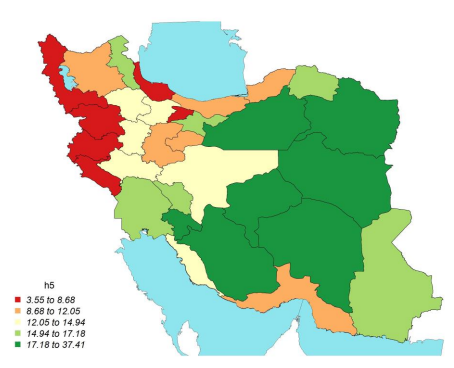 h5
3.55 to 8.68
8.68 to 12.05
12.05 to 14.94
14.94 to 17.18
17.18 to 37.41